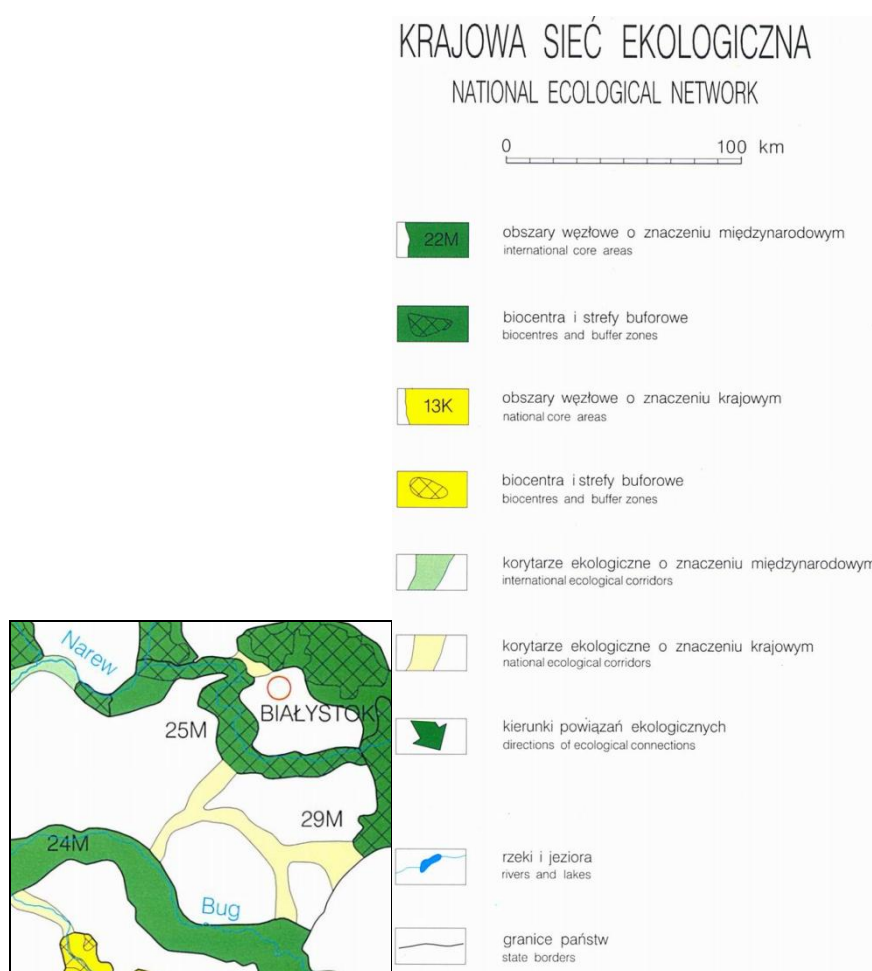 KRAJOWA SIEĆ EKOLOGICZNA
NATIONAL ECOLOGICAL NETWORK
0 100 km
22M
obszary węzłowe o znaczeniu międzynarodowym
international core areas
biocentra i strefy buforowe
biocentres and buffer zones
13K
obszary węzłowe o znaczeniu krajowym
national core areas
biocentra i strefy buforowe
biocentres and buffer zones
korytarze ekologiczne o znaczeniu międzynarodowym
international ecological corridors
korytarze ekologiczne o znaczeniu krajowym
national ecological corridors
kierunki powiązań ekologicznych
directions of ecological connections
rzeki i jeziora
rivers and lakes
granice państw
state borders
Narew
BIAŁYSTOK
25M
29M
24M
Bug